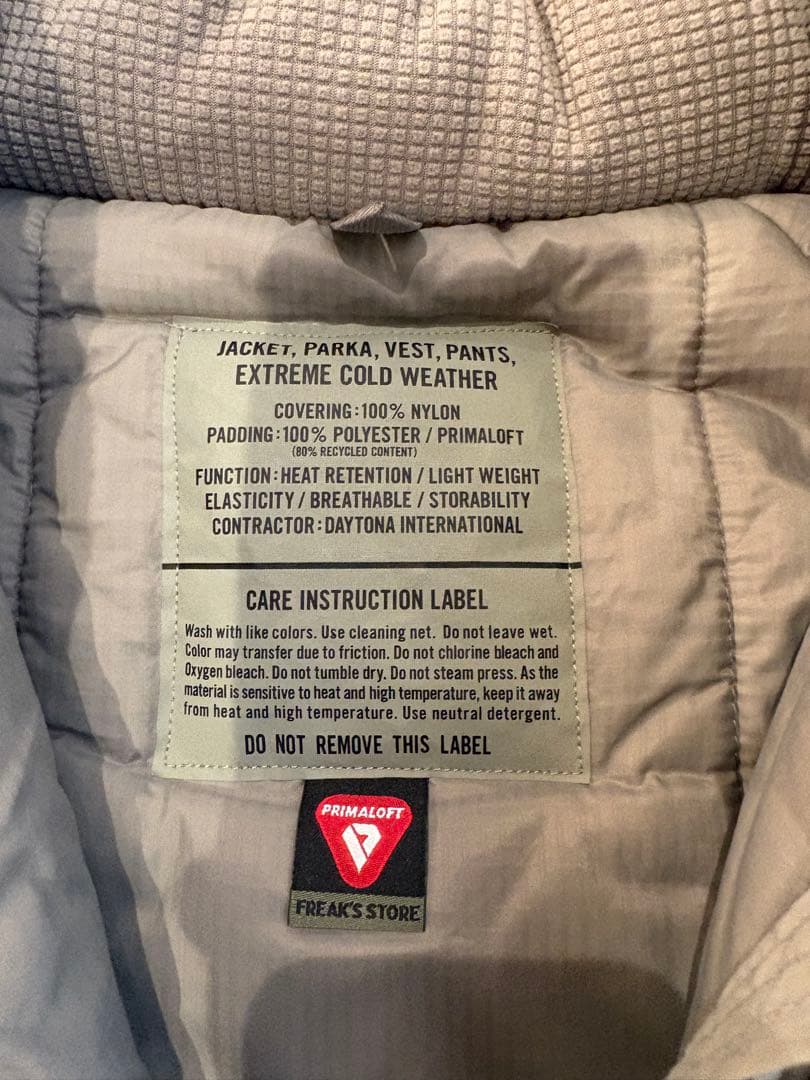 JACKET, PARKA, VEST, PANTS,
EXTREME COLD WEATHER
COVERING:100% NYLON
PADDING:100% POLYESTER / PRIMALOFT
(80% RECYCLED CONTENT)
FUNCTION:HEAT RETENTION / LIGHT WEIGHT
ELASTICITY / BREATHABLE / STORABILITY
CONTRACTOR:DAYTONA INTERNATIONAL
CARE INSTRUCTION LABEL
Wash with like colors. Use cleaning net. Do not leave wet.
Color may transfer due to friction. Do not chlorine bleach and
Oxygen bleach. Do not tumble dry. Do not steam press. As the
material is sensitive to heat and high temperature, keep it away
from heat and high temperature. Use neutral detergent.
DO NOT REMOVE THIS LABEL
PRIMALOFT
FREAK'S STORE